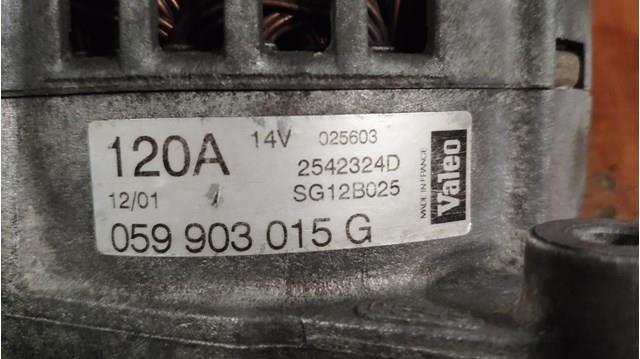 120A 14V 025603
2542324D
12/01 SG12B025
059 903 015 G
MADE IN FRANCE
Valeo